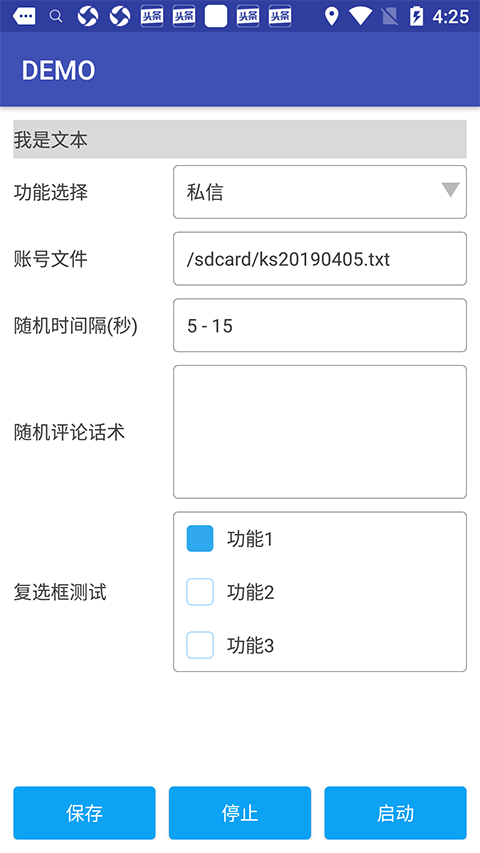 头条 头条 头条 头条 4:25
DEMO
我是文本
功能选择 私信
账号文件 /sdcard/ks20190405.txt
随机时间隔(秒) 5 - 15
随机评论话术
功能1
复选框测试 功能2
功能3
保存 停止 启动